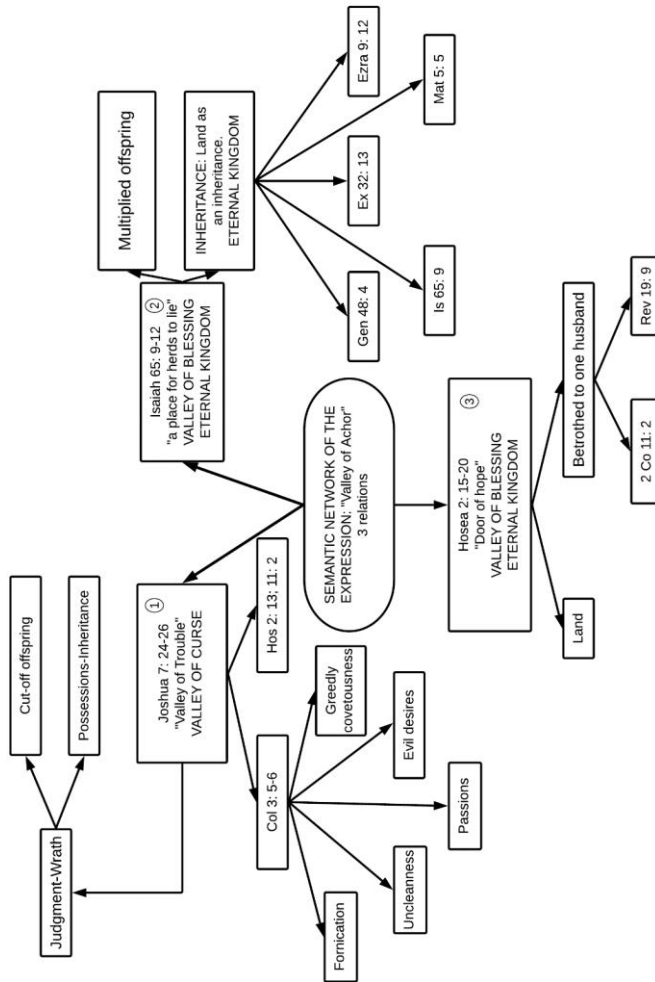 Cut-off offspring
Possessions-Inheritance
Judgment-Wrath
①
Joshua 7: 24-26
"Valley of Trouble"
VALLEY OF CURSE
Hos 2: 13; 11: 2
Col 3: 5-6
Greedly
covetousness
Evil desires
Passions
Uncleanness
Fornication
Multiplied offspring
INHERITANCE: Land as
an inheritance.
ETERNAL KINGDOM
Isaiah 65: 9-12 ②
"a place for herds to lie"
VALLEY OF BLESSING
ETERNAL KINGDOM
Gen 48: 4
Is 65: 9
Ex 32: 13
Mat 5: 5
Ezra 9: 12
SEMANTIC NETWORK OF THE
EXPRESSION: "Valley of Achor"
3 relations
Hosea 2: 15-20 ③
"Door of hope"
VALLEY OF BLESSING
ETERNAL KINGDOM
Land
Betrothed to one husband
2 Co 11: 2
Rev 19: 9